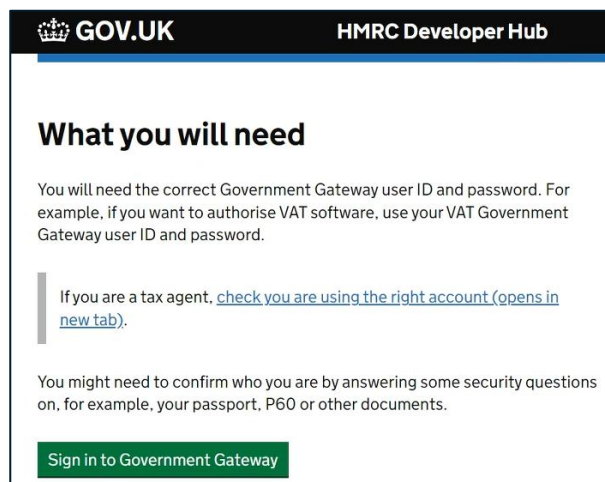 GOV.UK HMRC Developer Hub
What you will need
You will need the correct Government Gateway user ID and password. For
example, if you want to authorise VAT software, use your VAT Government
Gateway user ID and password.
If you are a tax agent, check you are using the right account (opens in
new tab).
You might need to confirm who you are by answering some security questions
on, for example, your passport, P60 or other documents.
Sign in to Government Gateway